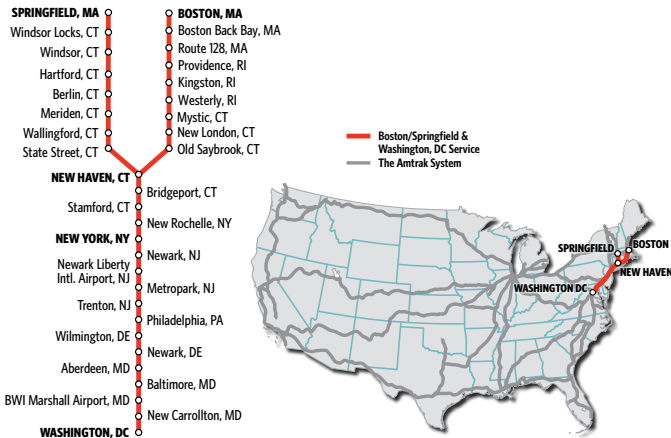 SPRINGFIELD, MA
Windsor Locks, CT
Windsor, CT
Hartford, CT
Berlin, CT
Meriden, CT
Wallingford, CT
State Street, CT
BOSTON, MA
Boston Back Bay, MA
Route 128, MA
Providence, RI
Kingston, RI
Westerly, RI
Mystic, CT
New London, CT
Old Saybrook, CT
NEW HAVEN, CT
Bridgeport, CT
Stamford, CT
New Rochelle, NY
NEW YORK, NY
Newark, NJ
Newark Liberty
Intl. Airport, NJ
Metropark, NJ
Trenton, NJ
Philadelphia, PA
Wilmington, DE
Newark, DE
Aberdeen, MD
Baltimore, MD
BWI Marshall Airport, MD
New Carrollton, MD
WASHINGTON, DC
Boston/Springfield &
Washington, DC Service
The Amtrak System
SPRINGFIELD
BOSTON
NEW HAVEN
WASHINGTON DC